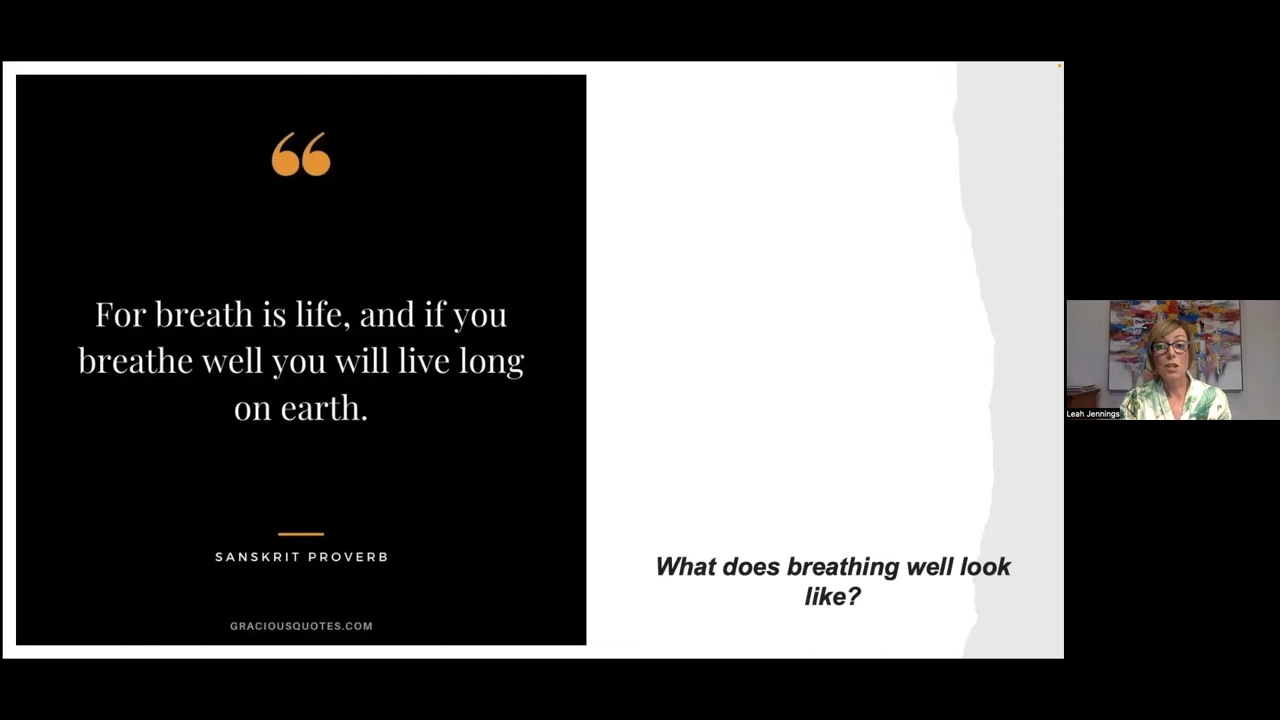 For breath is life, and if you
breathe well you will live long
on earth.
SANSKRIT PROVERB
GRACIOUSQUOTES.COM
What does breathing well look
like?
Leah Jennings